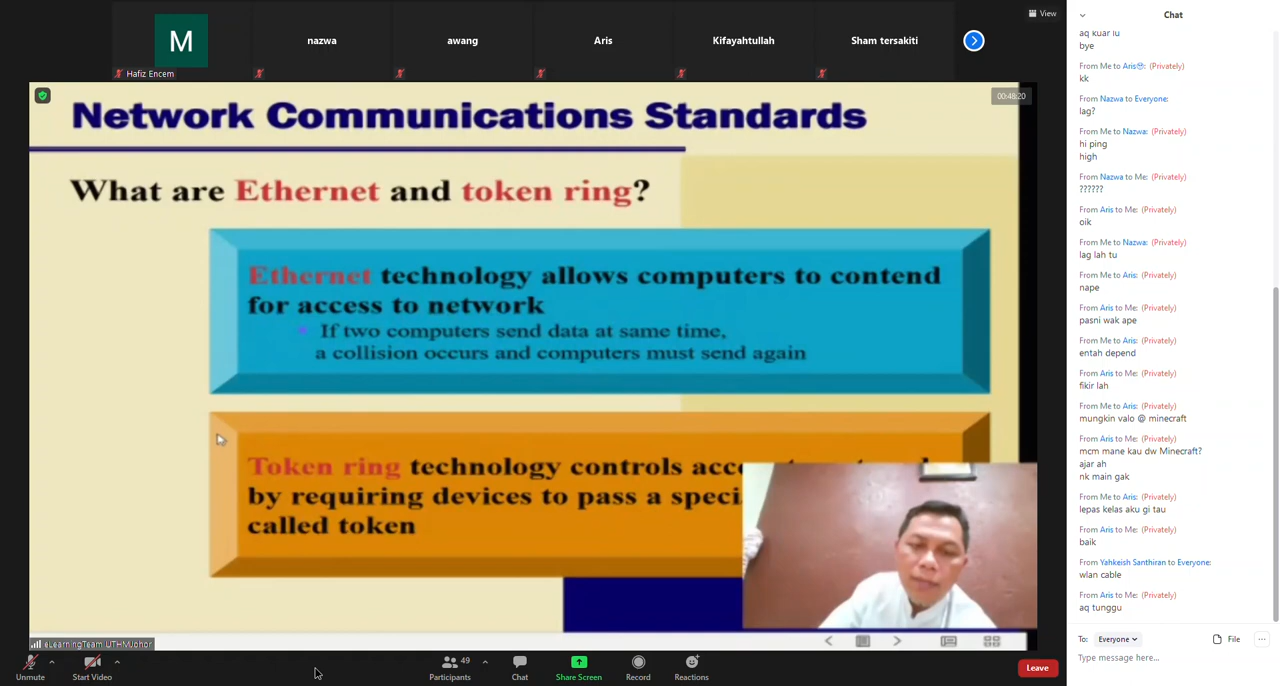 M
Hafiz Encem
nazwa
awang
Aris
Kifayahtullah
Sham tersakiti
View
00:48:20
Network Communications Standards
What are Ethernet and token ring?
Ethernet technology allows computers to contend
for access to network
If two computers send data at same time,
a collision occurs and computers must send again
Token ring technology controls
by requiring devices to pass a
called token
eLearningTeam UTHMJohor
Unmute
Start Video
Participants
49
Chat
Share Screen
Record
Reactions
Leave
Chat
bye
From Me to Aris😍: (Privately)
kk
From Nazwa to Everyone:
lag?
From Me to Nazwa: (Privately)
hi ping
high
From Nazwa to Me: (Privately)
??????
From Aris to Me: (Privately)
oik
From Me to Nazwa: (Privately)
lag lah tu
From Me to Aris: (Privately)
nape
From Aris to Me: (Privately)
pasni wak ape
From Me to Aris: (Privately)
entah depend
From Aris to Me: (Privately)
fikir lah
From Me to Aris: (Privately)
mungkin valo @ minecraft
From Aris to Me: (Privately)
mcm mane kau dw Minecraft?
ajar ah
nk main gak
From Me to Aris: (Privately)
lepas kelas aku gi tau
From Aris to Me: (Privately)
baik
From Yahkeish Santhiran to Everyone:
wlan cable
From Aris to Me: (Privately)
aq tunggu
To: Everyone
File
Type message here...